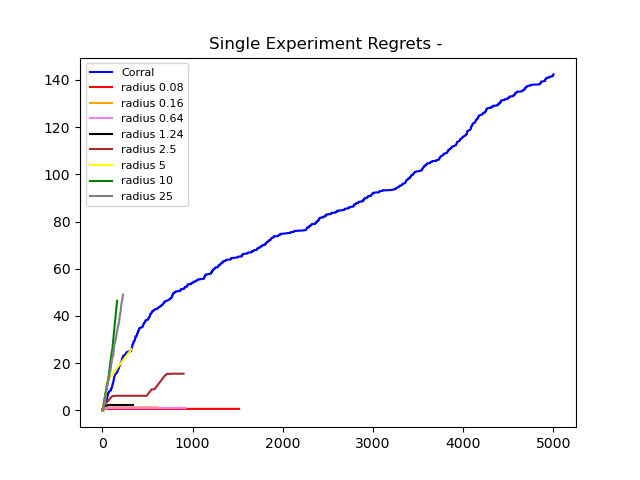 Single Experiment Regrets -
Corral
radius 0.08
radius 0.16
radius 0.64
radius 1.24
radius 2.5
radius 5
radius 10
radius 25
140
120
100
80
60
40
20
0
0 1000 2000 3000 4000 5000